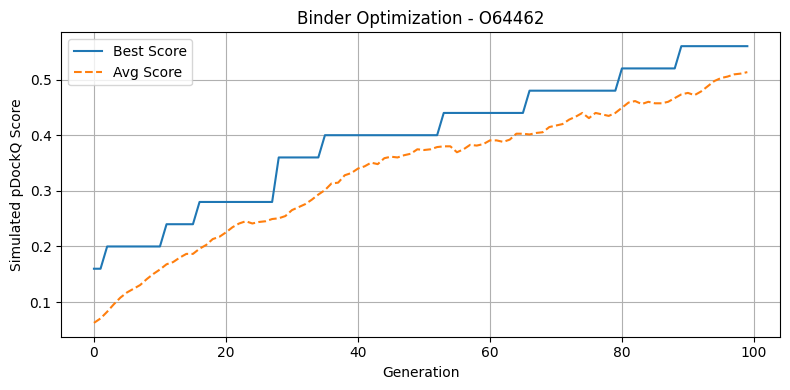 Binder Optimization - O64462
Best Score
Avg Score
Simulated pDockQ Score
0.5
0.4
0.3
0.2
0.1
0 20 40 60 80 100
Generation